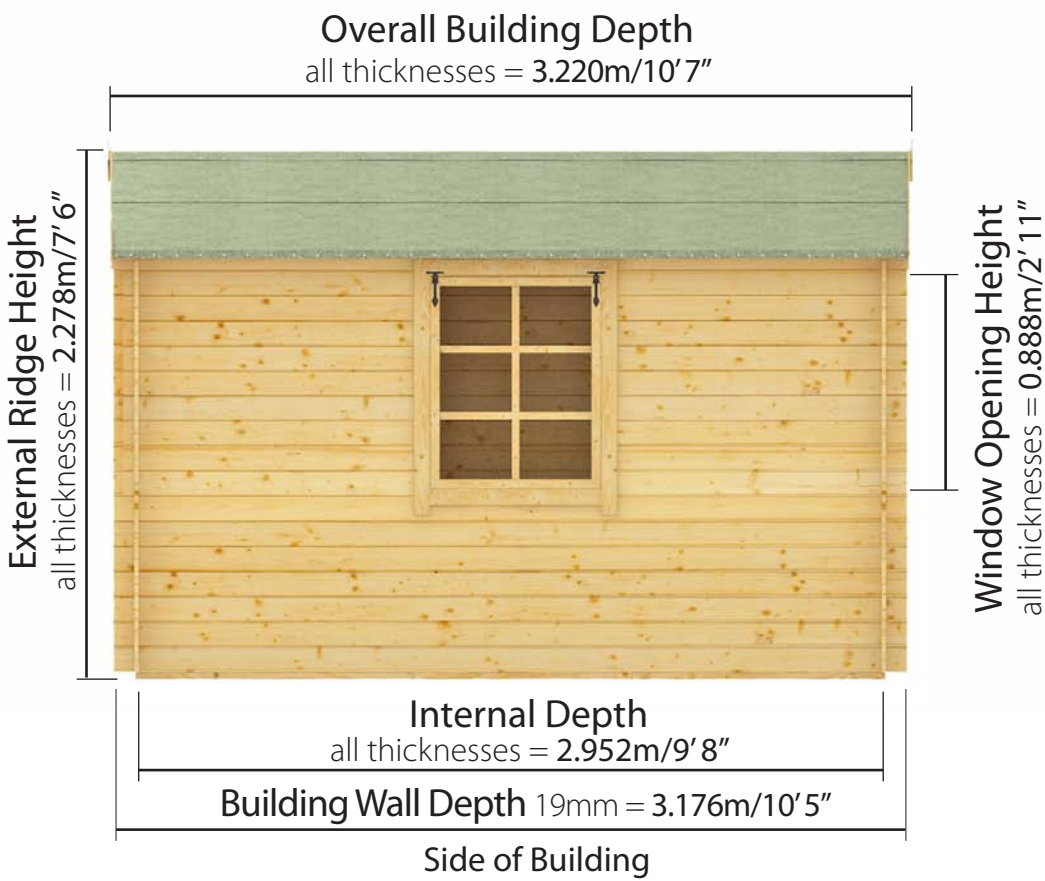 Overall Building Depth
all thicknesses = 3.220m/10’7”
External Ridge Height
all thicknesses = 2.278m/7’6”
Window Opening Height
all thicknesses = 0.888m/2’11”
Internal Depth
all thicknesses = 2.952m/9’8”
Building Wall Depth 19mm = 3.176m/10’5”
Side of Building